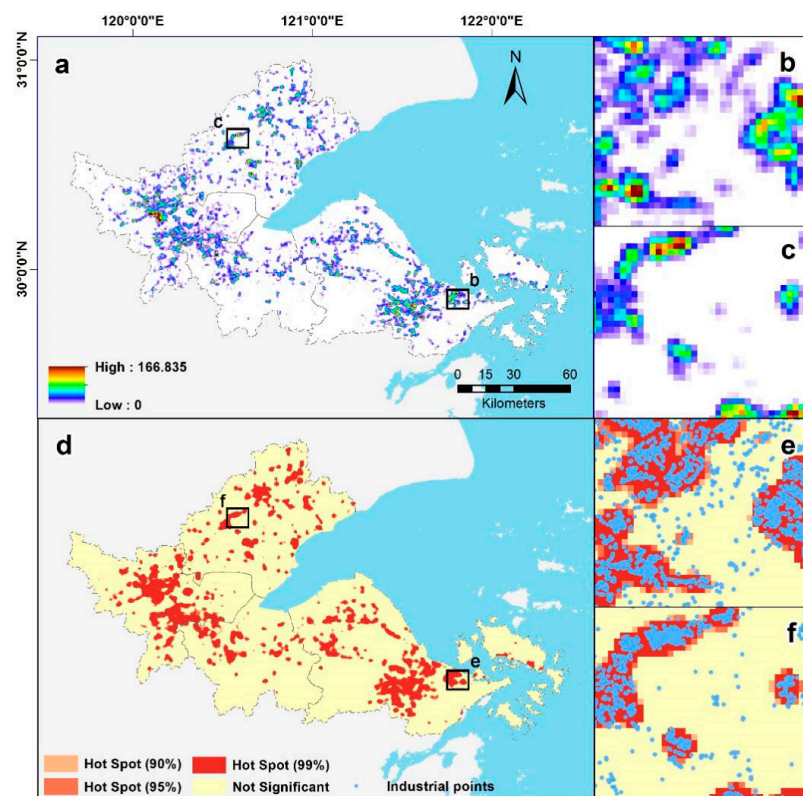 120°0'0"E 121°0'0"E 122°0'0"E
31°0'0"N
30°0'0"N
a
N
c
b
High : 166.835
Low : 0
0 15 30 60
Kilometers
b
c
d
f
e
Hot Spot (90%) Hot Spot (99%)
Hot Spot (95%) Not Significant Industrial points
e
f